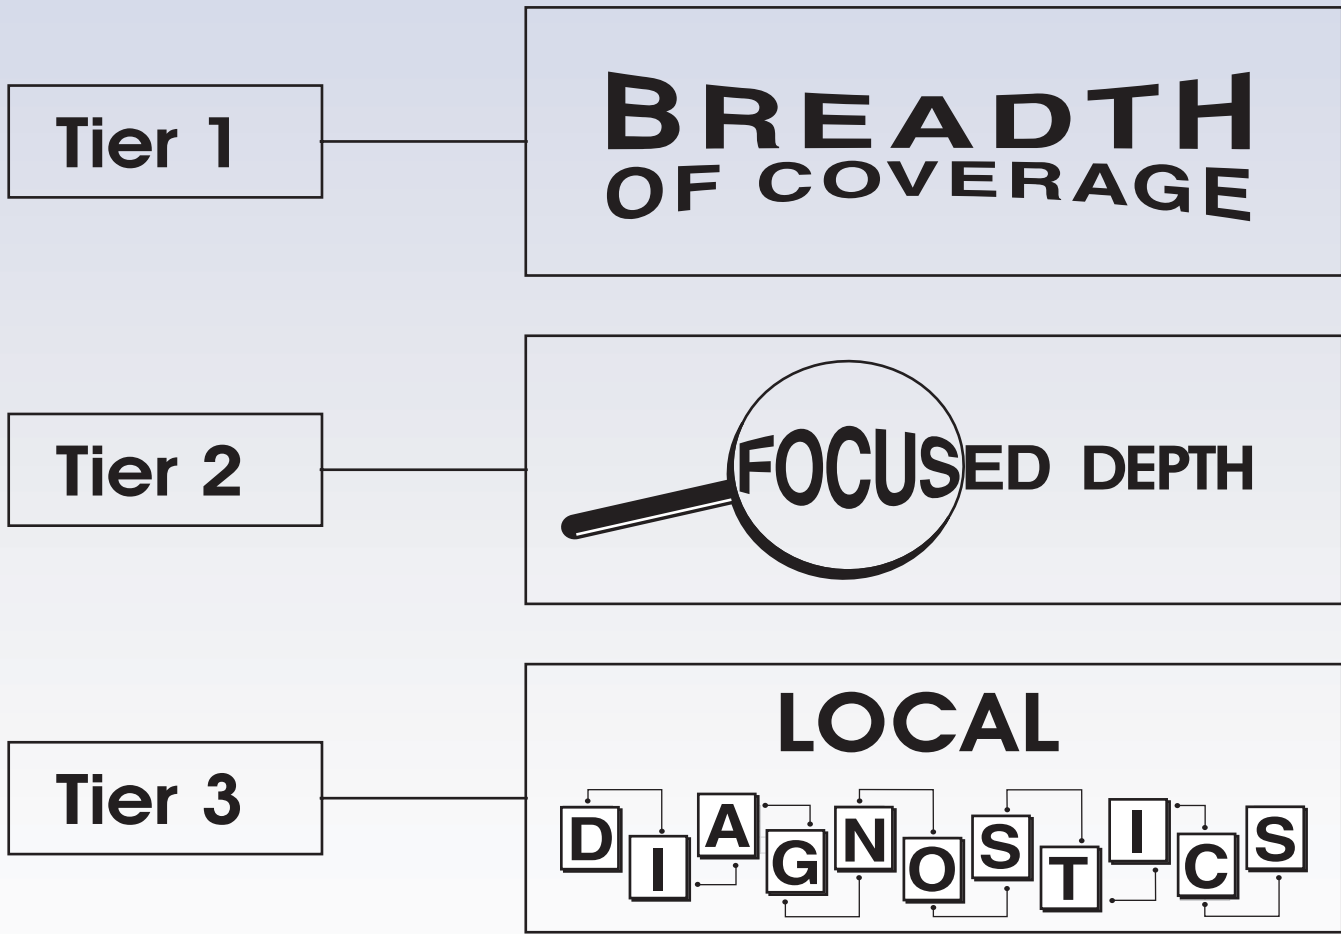 Tier 1
BREADTH
OF COVERAGE
Tier 2
FOCUSED DEPTH
Tier 3
LOCAL
DIAGNOSTICS